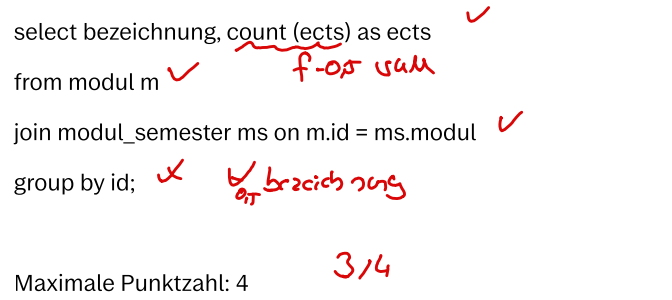 select bezeichnung, count (ects) as ects
f -0,5 sum
from modul m
join modul_semester ms on m.id = ms.modul
group by id; 0,5 bezeichnung
Maximale Punktzahl: 4 3/4